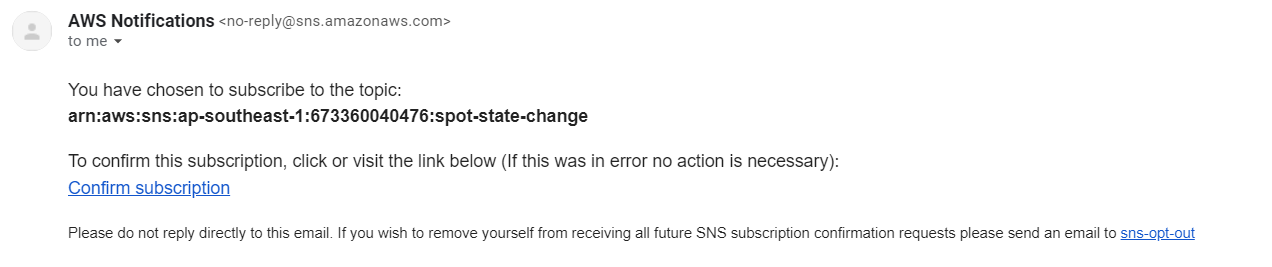 AWS Notifications <no-reply@sns.amazonaws.com>
to me
You have chosen to subscribe to the topic:
arn:aws:sns:ap-southeast-1:673360040476:spot-state-change
To confirm this subscription, click or visit the link below (If this was in error no action is necessary):
Confirm subscription
Please do not reply directly to this email. If you wish to remove yourself from receiving all future SNS subscription confirmation requests please send an email to sns-opt-out